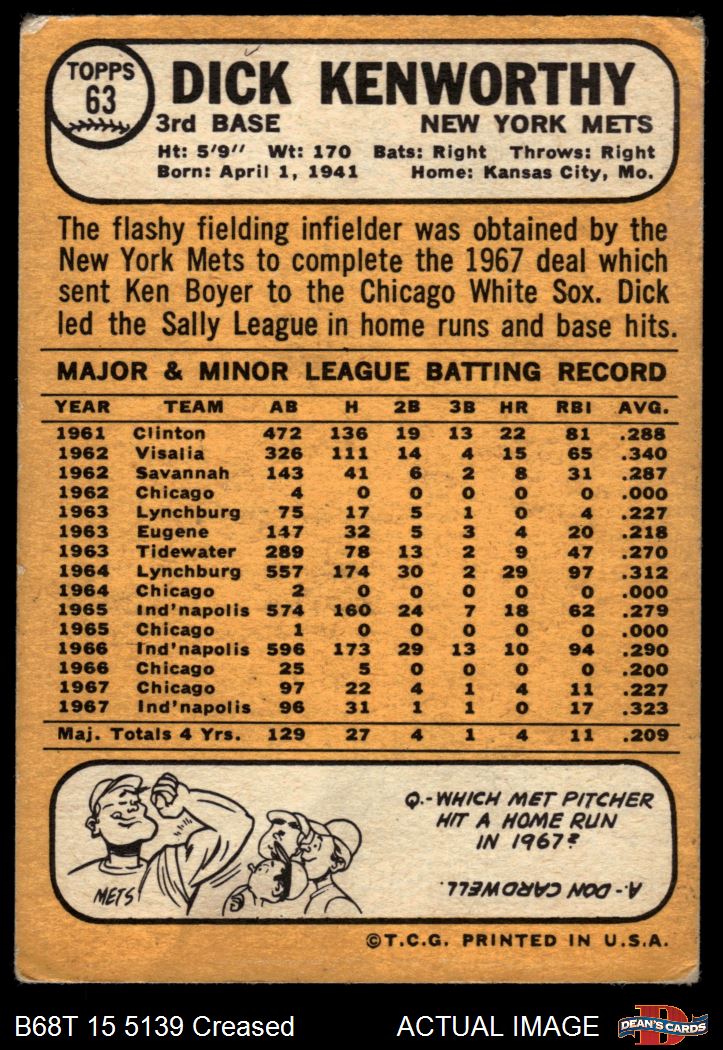 TOPPS
63
DICK KENWORTHY
3rd BASE NEW YORK METS
Ht: 5'9" Wt: 170 Bats: Right Throws: Right
Born: April 1, 1941 Home: Kansas City, Mo.
The flashy fielding infielder was obtained by the
New York Mets to complete the 1967 deal which
sent Ken Boyer to the Chicago White Sox. Dick
led the Sally League in home runs and base hits.
MAJOR & MINOR LEAGUE BATTING RECORD
YEAR TEAM AB H 2B 3B HR RBI AVG.
1961 Clinton 472 136 19 13 22 81 .288
1962 Visalia 326 111 14 4 15 65 .340
1962 Savannah 143 41 6 2 8 31 .287
1962 Chicago 4 0 0 0 0 0 .000
1963 Lynchburg 75 17 5 1 0 4 .227
1963 Eugene 147 32 5 3 4 20 .218
1963 Tidewater 289 78 13 2 9 47 .270
1964 Lynchburg 557 174 30 2 29 97 .312
1964 Chicago 2 0 0 0 0 0 .000
1965 Ind'napolis 574 160 24 7 18 62 .279
1965 Chicago 1 0 0 0 0 0 .000
1966 Ind'napolis 596 173 29 13 10 94 .290
1966 Chicago 25 5 0 0 0 0 .200
1967 Chicago 97 22 4 1 4 11 .227
1967 Ind'napolis 96 31 1 1 0 17 .323
Maj. Totals 4 Yrs. 129 27 4 1 4 11 .209
METS
Q.-WHICH MET PITCHER
HIT A HOME RUN
IN 1967?
A-. DON CARDWELL.
©T.C.G. PRINTED IN U.S.A.
B68T 15 5139 Creased ACTUAL IMAGE
D
DEAN'S CARDS